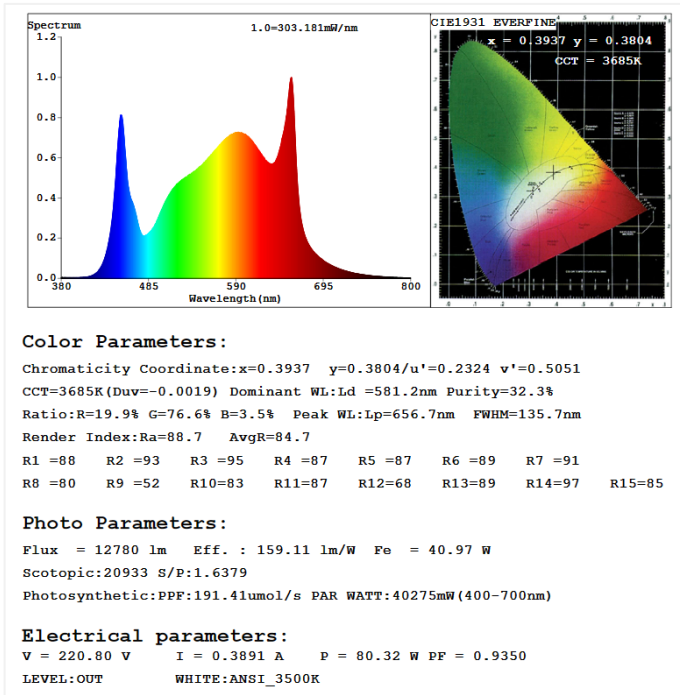 Spectrum
1.0=303.181mW/nm
1.2
1.0
0.8
0.6
0.4
0.2
0.0
380 485 590 695 800
Wavelength(nm)
CIE1931 EVERFINE
x = 0.3937 y = 0.3804
CCT = 3685K
Color Parameters:
Chromaticity Coordinate:x=0.3937 y=0.3804/u'=0.2324 v'=0.5051
CCT=3685K(Duv=-0.0019) Dominant WL:Ld =581.2nm Purity=32.3%
Ratio:R=19.9% G=76.6% B=3.5% Peak WL:Lp=656.7nm FWHM=135.7nm
Render Index:Ra=88.7 AvgR=84.7
R1 =88 R2 =93 R3 =95 R4 =87 R5 =87 R6 =89 R7 =91
R8 =80 R9 =52 R10=83 R11=87 R12=68 R13=89 R14=97 R15=85
Photo Parameters:
Flux = 12780 lm Eff. : 159.11 lm/W Fe = 40.97 W
Scotopic:20933 S/P:1.6379
Photosynthetic:PPF:191.41umol/s PAR WATT:40275mW(400-700nm)
Electrical parameters:
V = 220.80 V I = 0.3891 A P = 80.32 W PF = 0.9350
LEVEL:OUT WHITE:ANSI_3500K